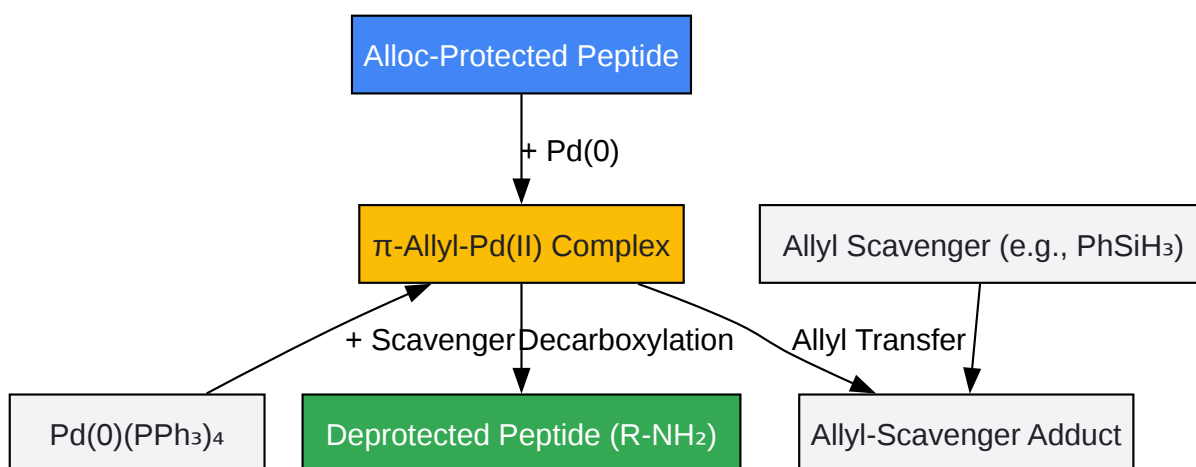 Alloc-Protected Peptide
+ Pd(0)
π-Allyl-Pd(II) Complex
Allyl Scavenger (e.g., PhSiH₃)
+ Scavenger
Decarboxylation
Allyl Transfer
Pd(0)(PPh₃)₄
Deprotected Peptide (R-NH₂)
Allyl-Scavenger Adduct